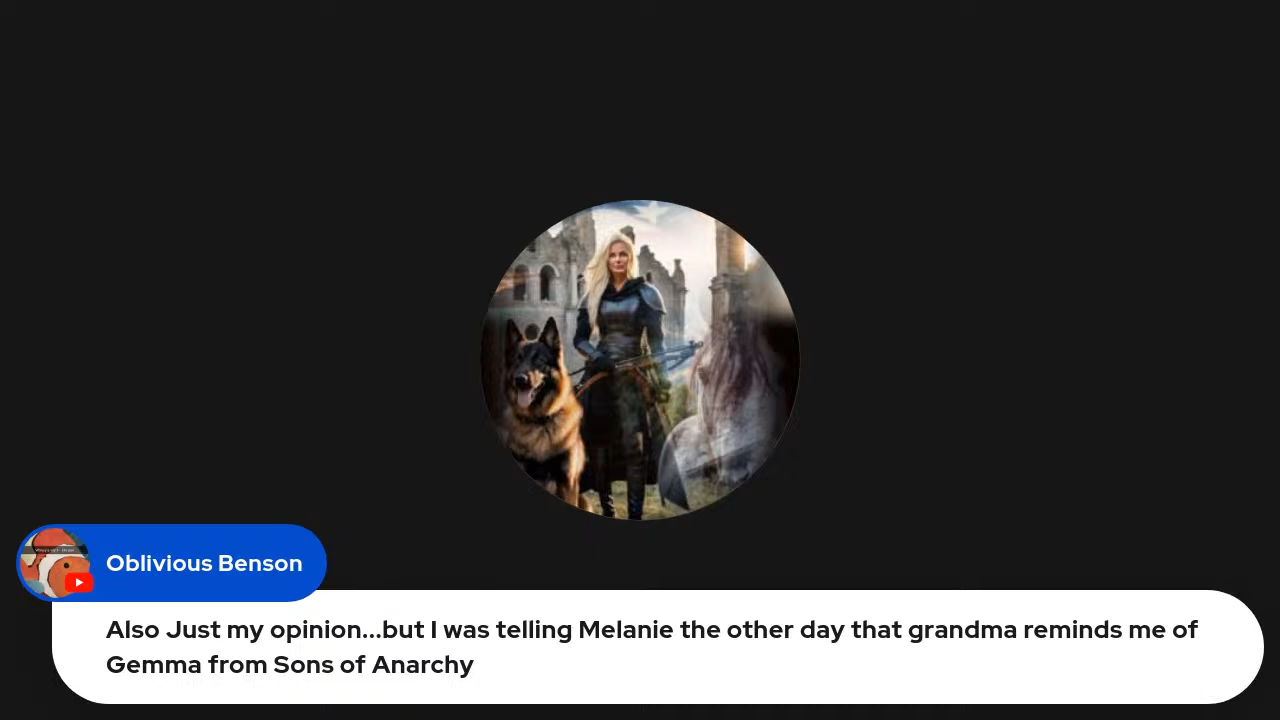 Oblivious Benson
Also Just my opinion...but I was telling Melanie the other day that grandma reminds me of
Gemma from Sons of Anarchy